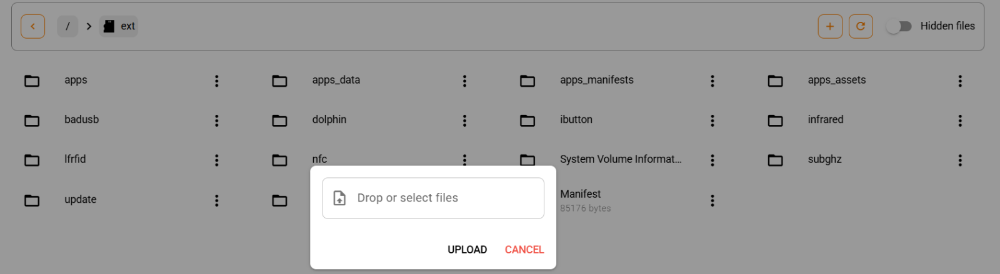 / ext Hidden files
apps apps_data apps_manifests apps_assets
badusb dolphin ibutton infrared
lfrfid nfc System Volume Informat... subghz
update Manifest
85176 bytes
Drop or select files
UPLOAD CANCEL